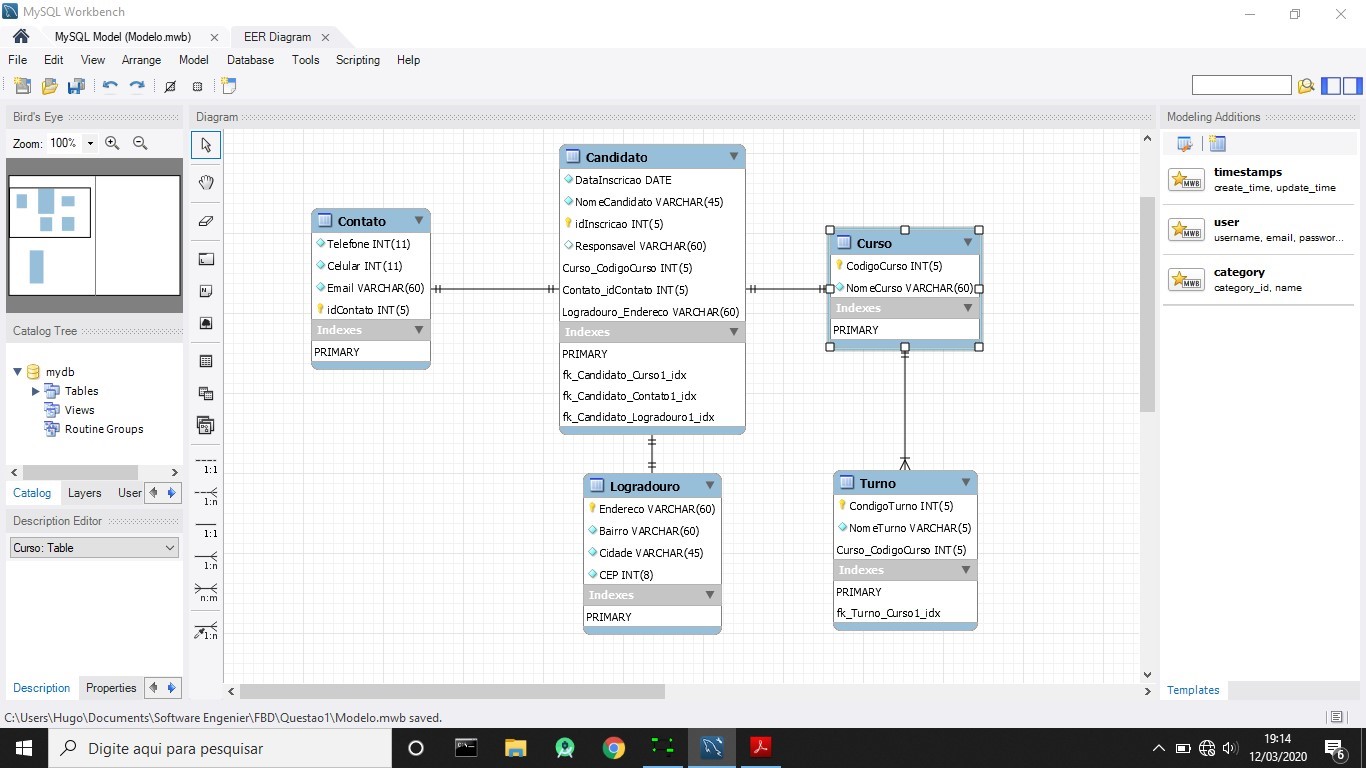 MySQL Workbench
MySQL Model (Modelo.mwb)
EER Diagram
File Edit View Arrange Model Database Tools Scripting Help
Bird's Eye
Zoom: 100%
Catalog Tree
mydb
Tables
Views
Routine Groups
Catalog Layers User
Description Editor
Curso: Table
Description Properties
Diagram
1:1
1:n
1:1
1:n
n:m
1:n
Contato
Telefone INT(11)
Celular INT(11)
Email VARCHAR(60)
idContato INT(5)
Indexes
PRIMARY
Candidato
DataInscricao DATE
NomeCandidato VARCHAR(45)
idInscricao INT(5)
Responsavel VARCHAR(60)
Curso_CodigoCurso INT(5)
Contato_idContato INT(5)
Logradouro_Endereco VARCHAR(60)
Indexes
PRIMARY
fk_Candidato_Curso1_idx
fk_Candidato_Contato1_idx
fk_Candidato_Logradouro1_idx
Curso
CodigoCurso INT(5)
NomeCurso VARCHAR(60)
Indexes
PRIMARY
Logradouro
Endereco VARCHAR(60)
Bairro VARCHAR(60)
Cidade VARCHAR(45)
CEP INT(8)
Indexes
PRIMARY
Turno
CondigoTurno INT(5)
NomeTurno VARCHAR(5)
Curso_CodigoCurso INT(5)
Indexes
PRIMARY
fk_Turno_Curso1_idx
Modeling Additions
MWB
timestamps
create_time, update_time
MWB
user
username, email, passwor...
MWB
category
category_id, name
Templates
C:\Users\Hugo\Documents\Software Engenier\FBD\Questao1\Modelo.mwb saved.
Digite aqui para pesquisar
19:14
12/03/2020
6